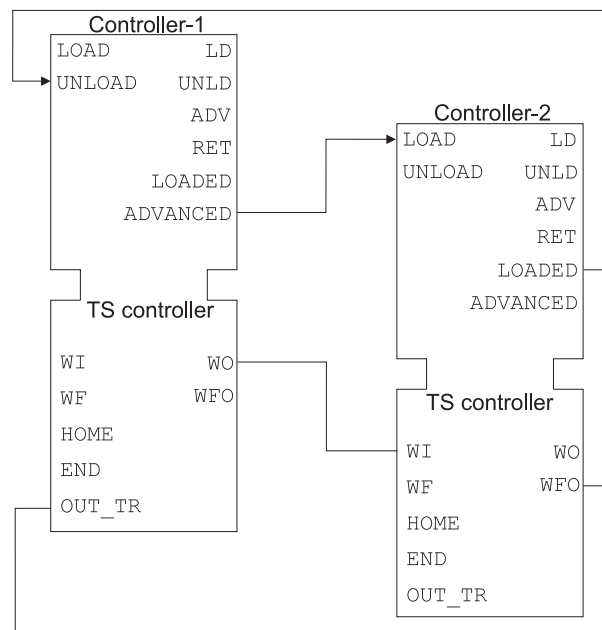 Controller-1
LOAD LD
UNLOAD UNLD
ADV
RET
LOADED
ADVANCED
TS controller
WI WO
WF WFO
HOME
END
OUT_TR
Controller-2
LOAD LD
UNLOAD UNLD
ADV
RET
LOADED
ADVANCED
TS controller
WI WO
WF WFO
HOME
END
OUT_TR